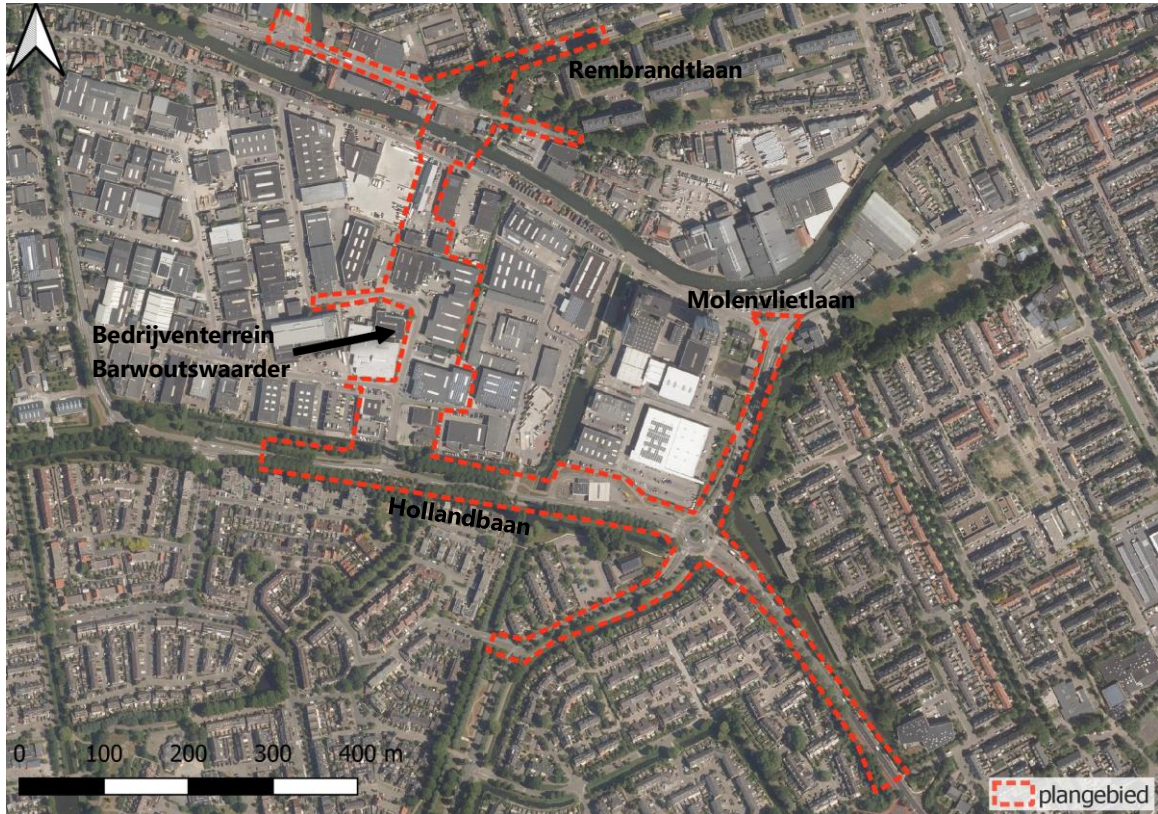 Rembrandtlaan
Molenvlietlaan
Bedrijventerrein
Barwoutswaarder
Hollandbaan
0 100 200 300 400 m
plangebied